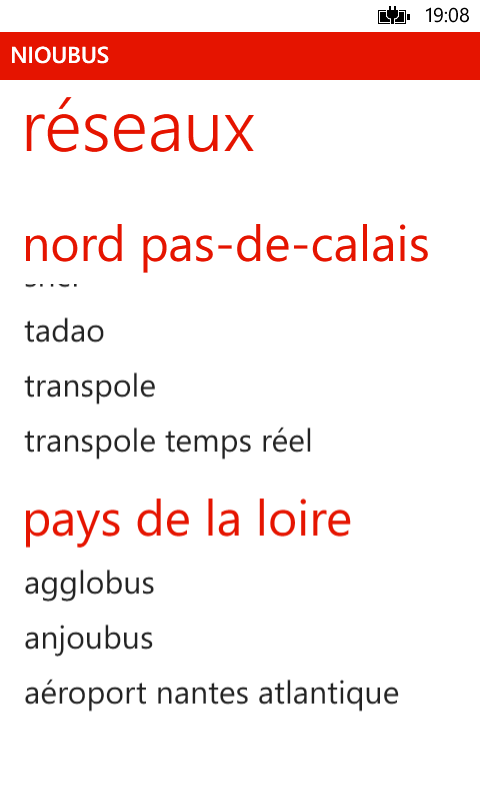 19:08
NIOUBUS
réseaux
nord pas-de-calais
tadao
transpole
transpole temps réel
pays de la loire
agglobus
anjoubus
aéroport nantes atlantique